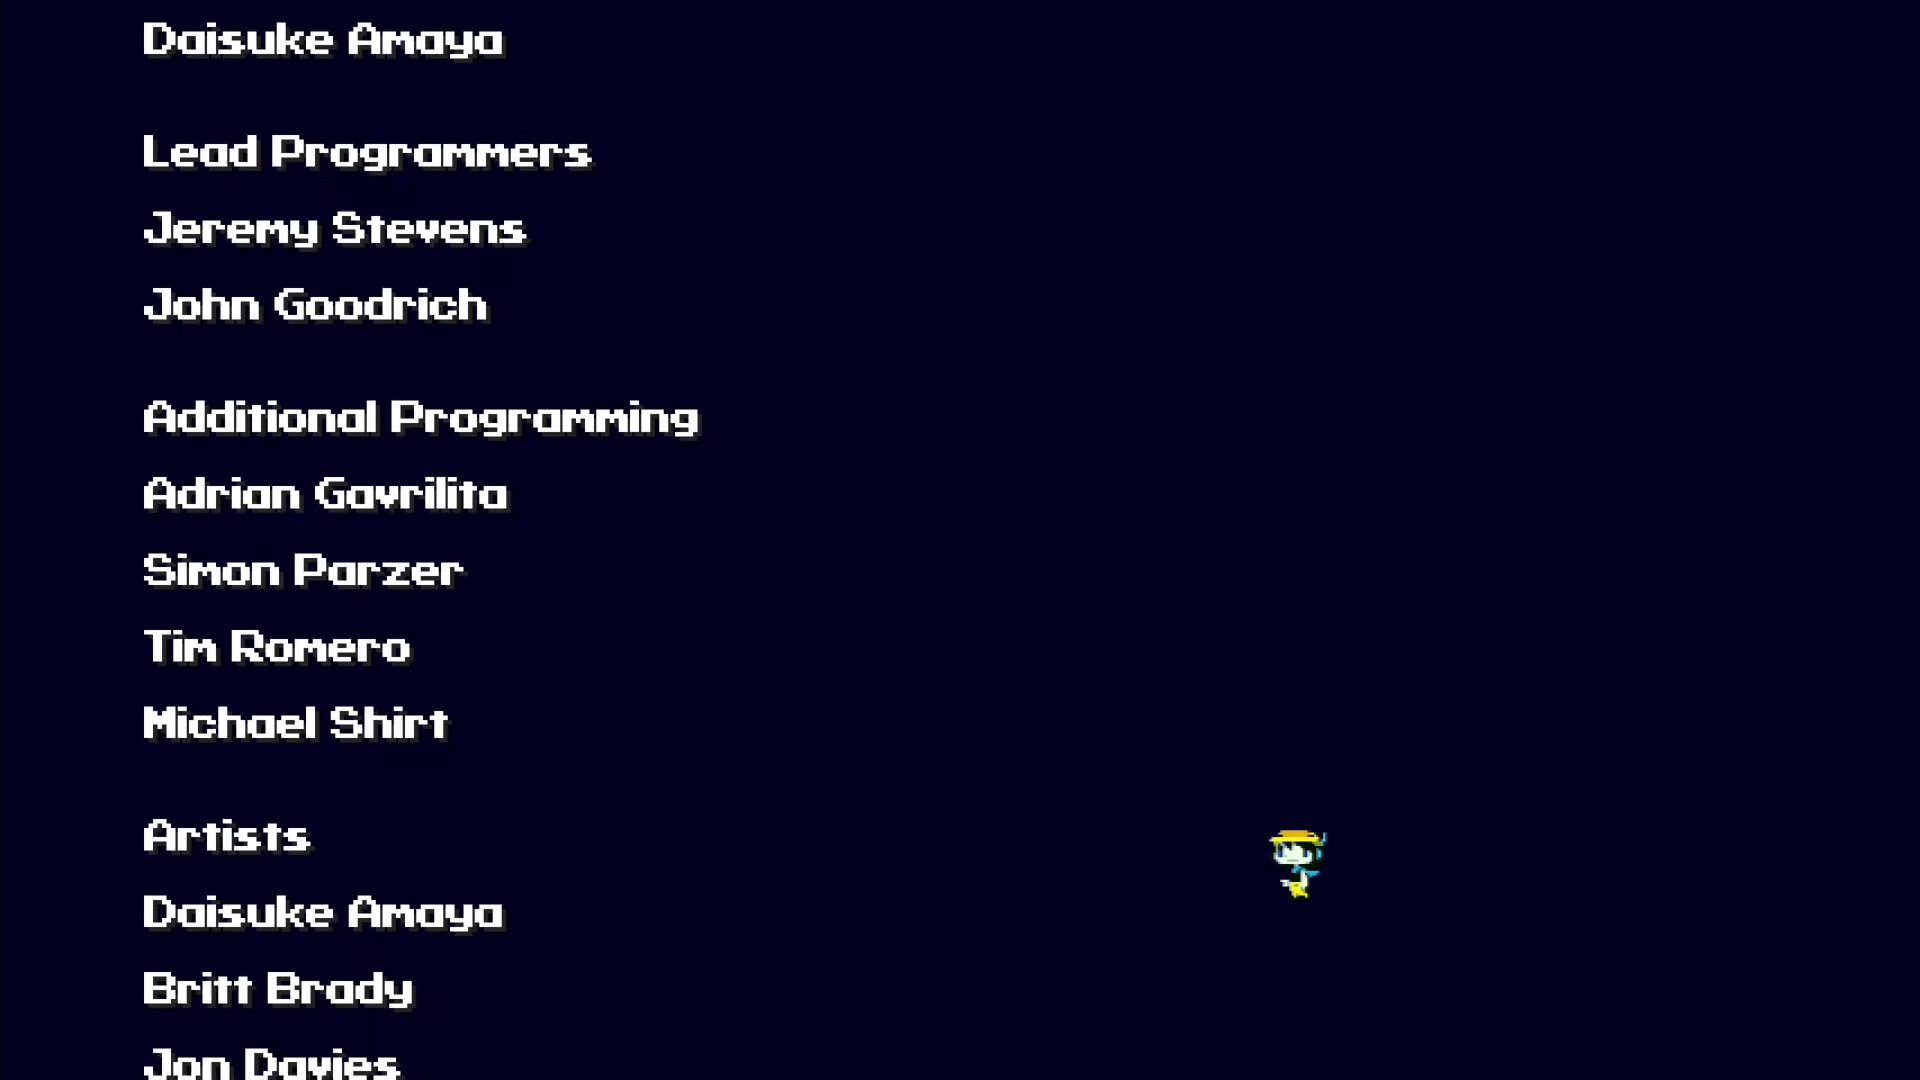 Daisuke Amaya
Lead Programmers
Jeremy Stevens
John Goodrich
Additional Programming
Adrian Gavrilita
Simon Parzer
Tim Romero
Michael Shirt
Artists
Daisuke Amaya
Britt Brady
Jon Davies